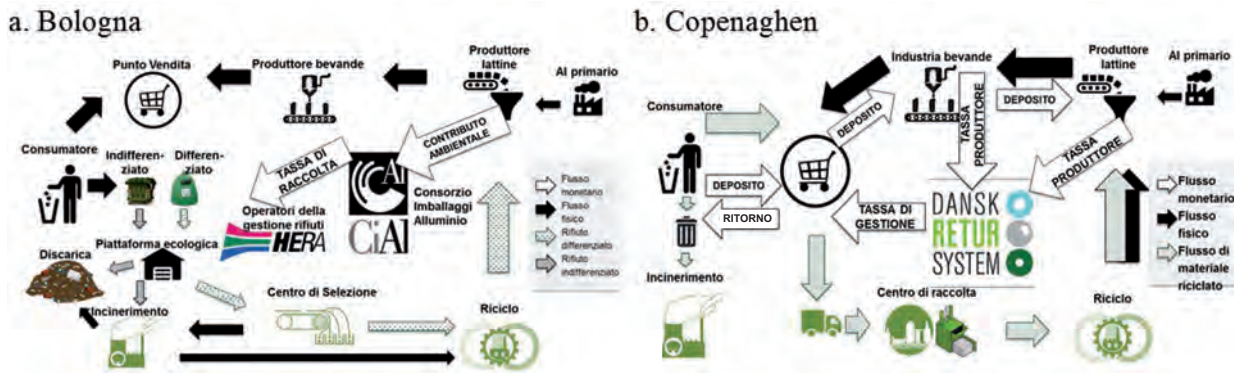 a. Bologna
Punto Vendita
Produttore bevande
Produttore
lattine
Al primario
Consumatore
Indifferen-
ziato
Differen-
ziato
TASSA DI
RACCOLTA
CONTRIBUTO
AMBIENTALE
Al
Consorzio
Imballaggi
Alluminio
CiAl
Operatori della
gestione rifiuti
HERA
Flusso
monetario
Flusso
fisico
Rifiuto
differenziato
Rifiuto
indifferenziato
Discarica
Piattaforma ecologica
Incinerimento
Centro di Selezione
Riciclo
b. Copenaghen
Industria bevande
Produttore
lattine
Al primario
Consumatore
DEPOSITO
TASSA
PRODUTTORE
DEPOSITO
TASSA
PRODUTTORE
DEPOSITO
RITORNO
TASSA DI
GESTIONE
DANSK
RETUR
SYSTEM
Flusso
monetario
Flusso
fisico
Flusso di
materiale
riciclato
Incinerimento
Centro di raccolta
Riciclo